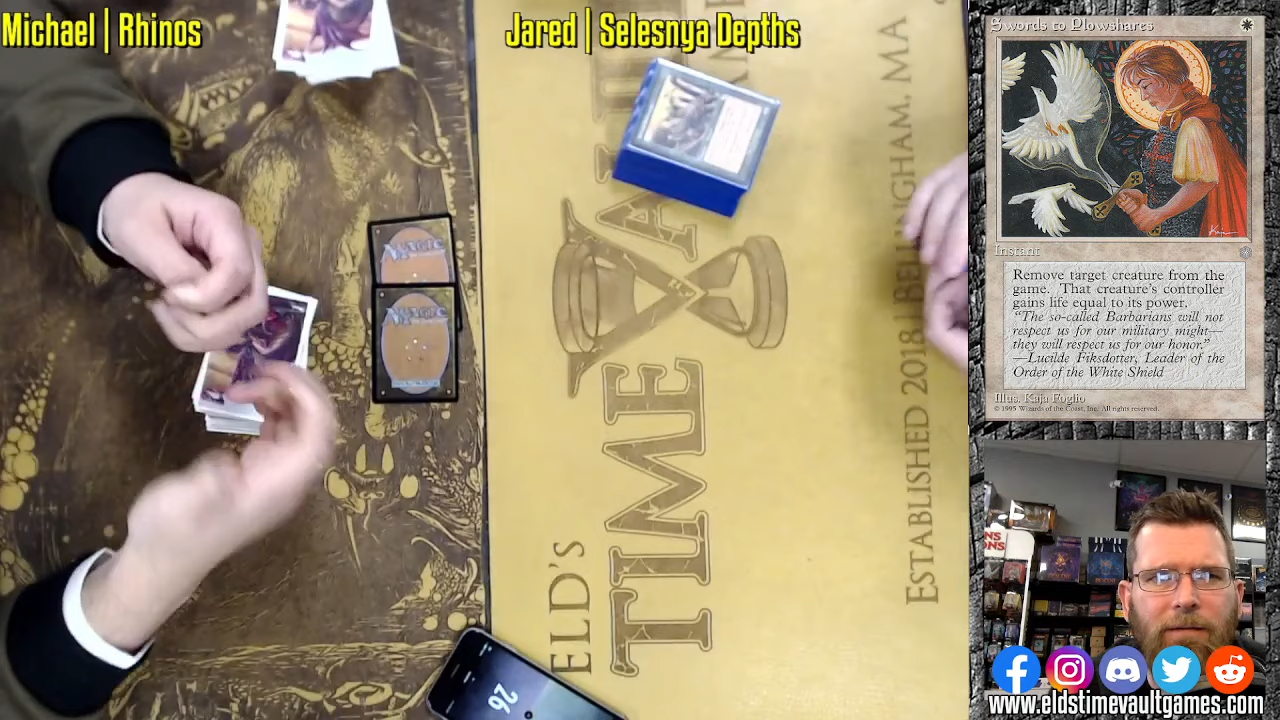 Michael | Rhinos
Jared | Selesnya Depths
Swords to Plowshares
Instant
Remove target creature from the
game. That creature's controller
gains life equal to its power.
"The so-called Barbarians will not
respect us for our military might—
they will respect us for our honor."
—Lucilde Fiksdotter, Leader of the
Order of the White Shield
Illus. Kaja Foglio
© 1995 Wizards of the Coast, Inc. All rights reserved.
MAGIC
MAGIC
ELD'S
TIME
ESTABLISHED 2018 | BELLINGHAM, MA
26
www.eldstimevaultgames.com